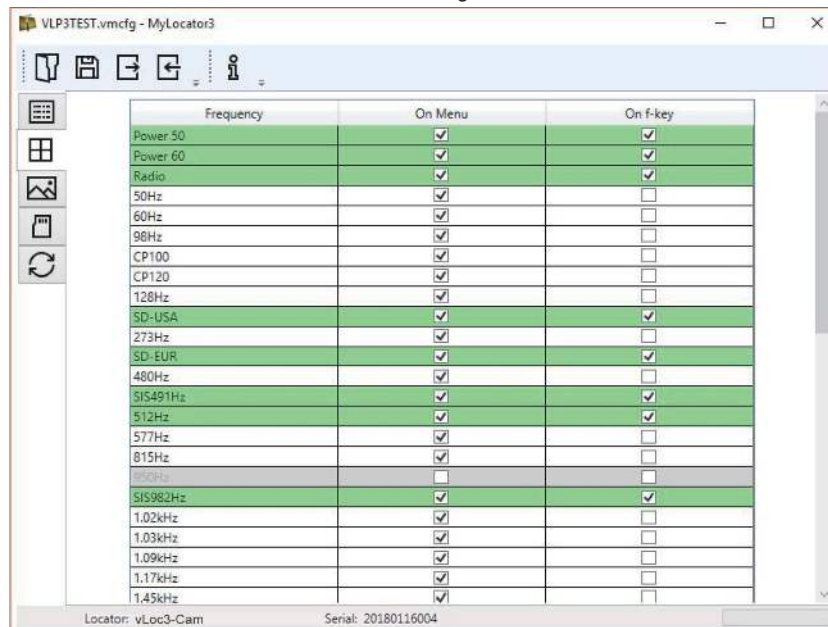 VLP3TEST.vmcfg - MyLocator3
Frequency On Menu On f-key
Power 50
Power 60
Radio
50Hz
60Hz
98Hz
CP100
CP120
128Hz
SD-USA
273Hz
SD-EUR
480Hz
SIS491Hz
512Hz
577Hz
815Hz
950Hz
SIS982Hz
1.02kHz
1.03kHz
1.09kHz
1.17kHz
1.45kHz
Locator: vLoc3-Cam Serial: 20180116004